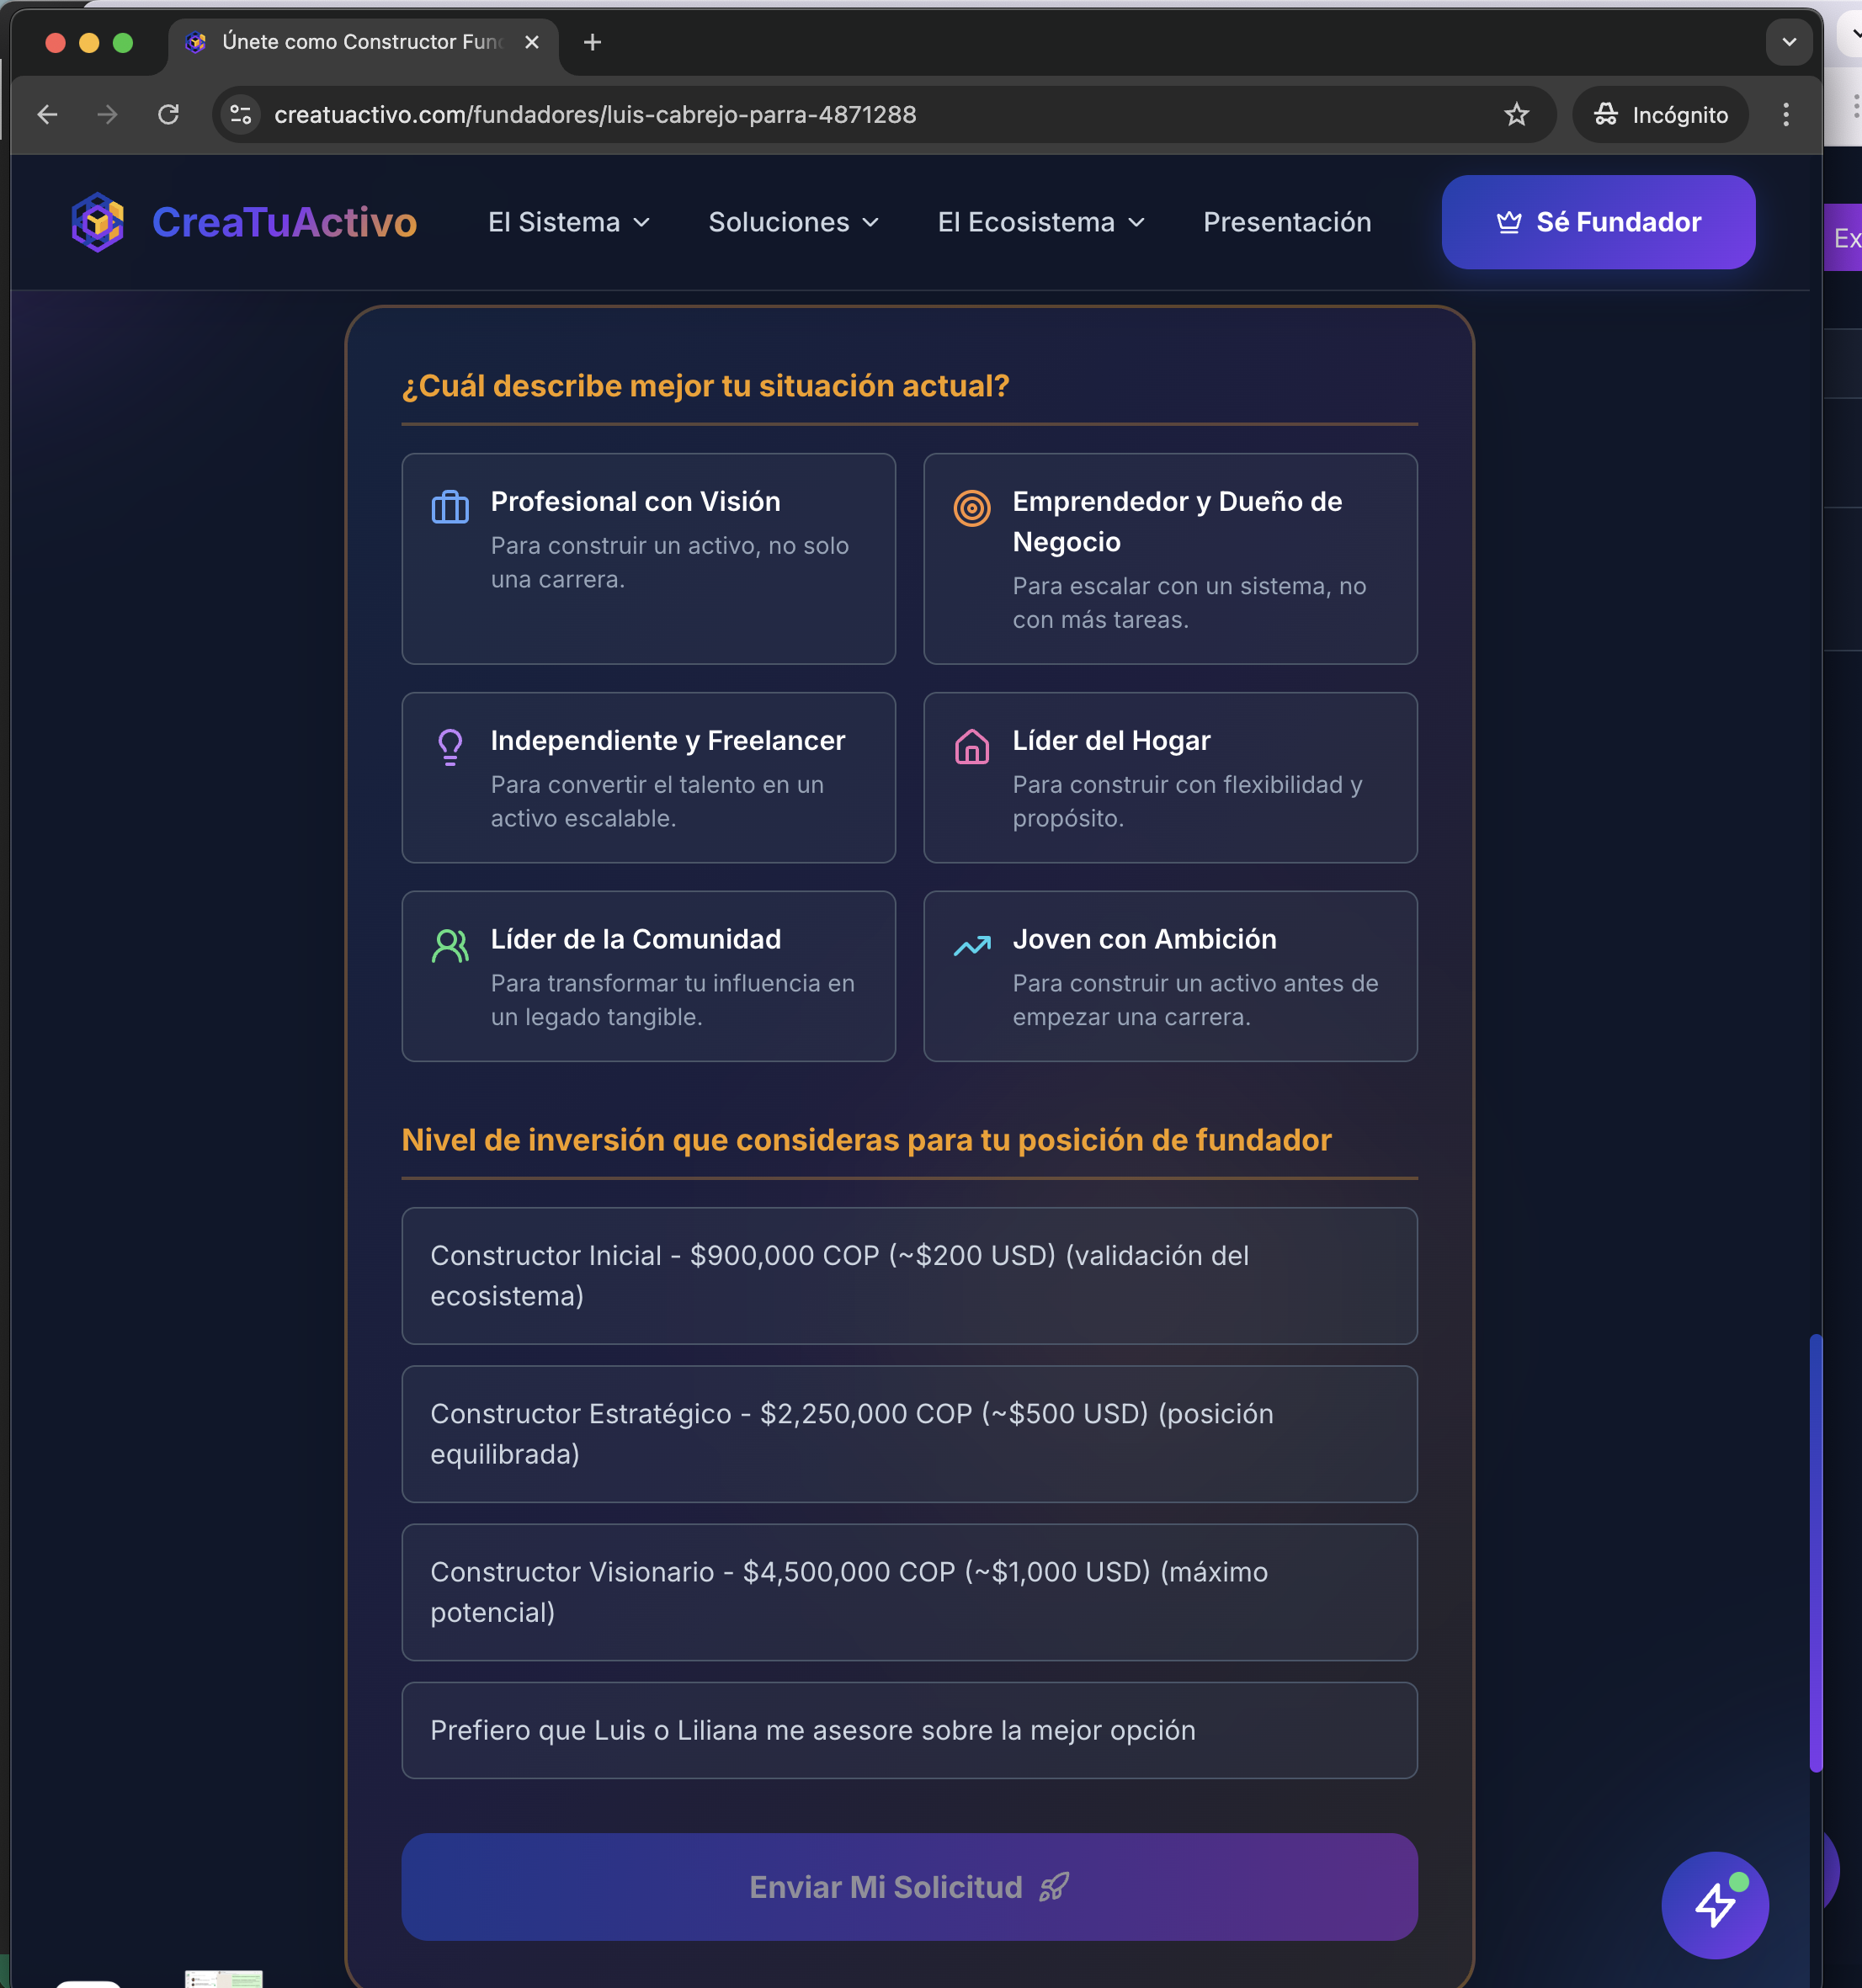 Únete como Constructor Fun
creatuactivo.com/fundadores/luis-cabrejo-parra-4871288
Incógnito
CreaTuActivo
El Sistema
Soluciones
El Ecosistema
Presentación
Sé Fundador
Ex
¿Cuál describe mejor tu situación actual?
Profesional con Visión
Para construir un activo, no solo
una carrera.
Emprendedor y Dueño de
Negocio
Para escalar con un sistema, no
con más tareas.
Independiente y Freelancer
Para convertir el talento en un
activo escalable.
Líder del Hogar
Para construir con flexibilidad y
propósito.
Líder de la Comunidad
Para transformar tu influencia en
un legado tangible.
Joven con Ambición
Para construir un activo antes de
empezar una carrera.
Nivel de inversión que consideras para tu posición de fundador
Constructor Inicial - $900,000 COP (~$200 USD) (validación del
ecosistema)
Constructor Estratégico - $2,250,000 COP (~$500 USD) (posición
equilibrada)
Constructor Visionario - $4,500,000 COP (~$1,000 USD) (máximo
potencial)
Prefiero que Luis o Liliana me asesore sobre la mejor opción
Enviar Mi Solicitud